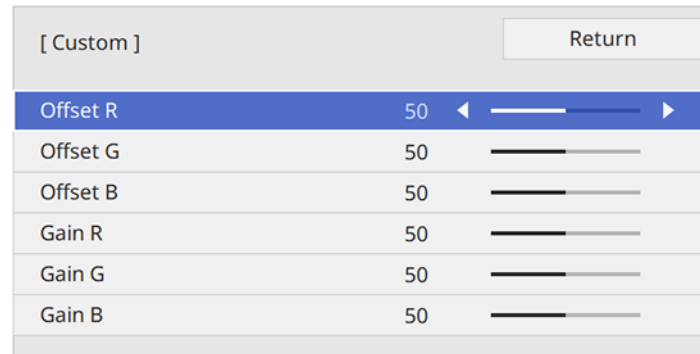 [ Custom ] Return
Offset R 50
Offset G 50
Offset B 50
Gain R 50
Gain G 50
Gain B 50